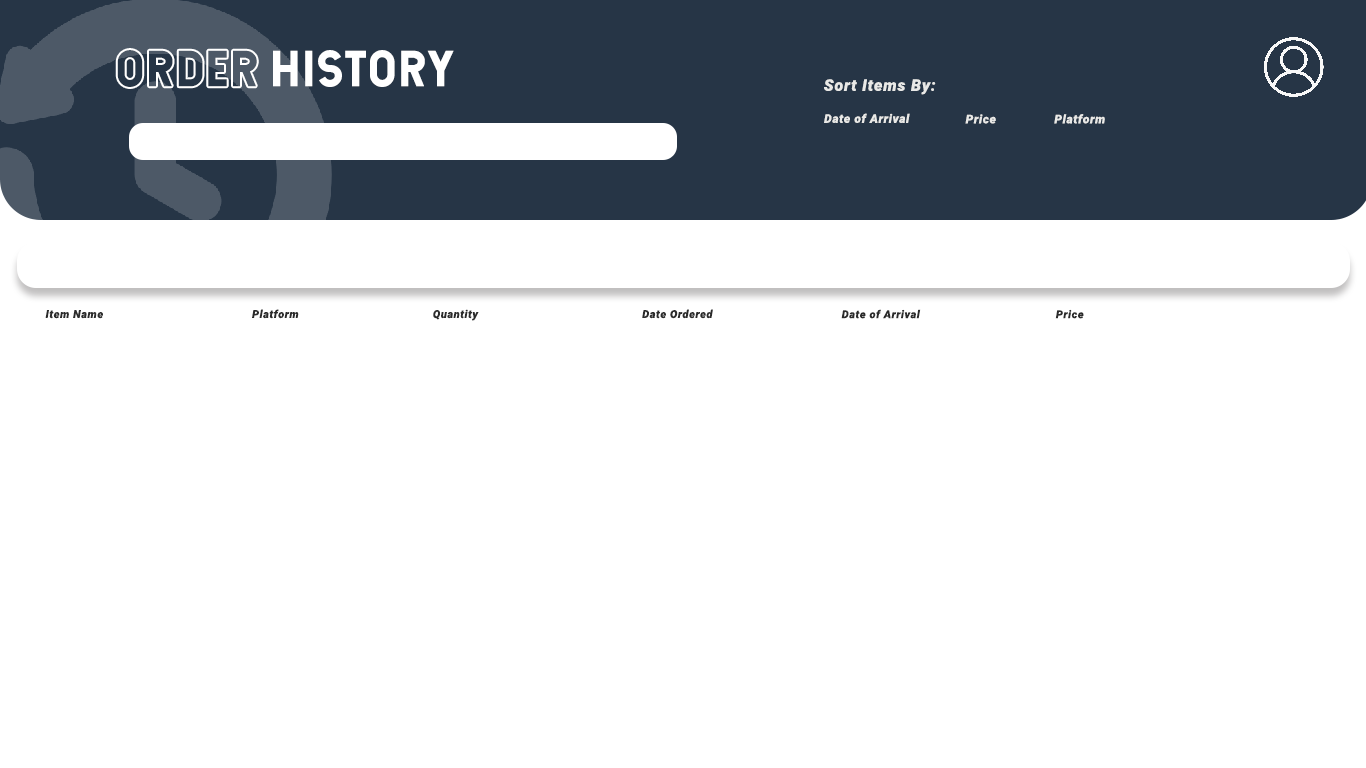 ORDER HISTORY
Sort Items By:
Date of Arrival Price Platform
Item Name Platform Quantity Date Ordered Date of Arrival Price